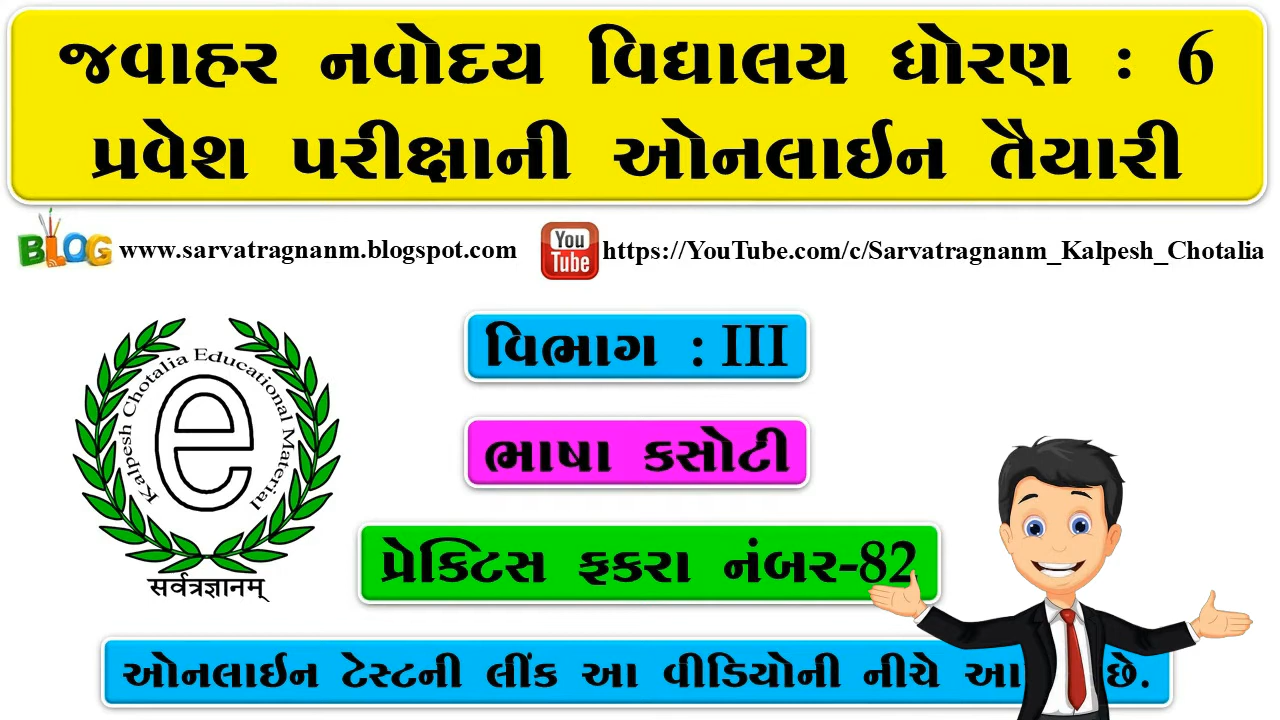 જવાહર નવોદય વિદ્યાલય ધોરણ : 6
પ્રવેશ પરીક્ષાની ઓનલાઈન તૈયારી
BLOG www.sarvatragnanm.blogspot.com
You Tube https://YouTube.com/c/Sarvatragnanm_Kalpesh_Chotalia
Kalpesh Chotalia Educational Material
e
સર્વત્રજ્ઞાનમ્
વિભાગ : III
ભાષા કસોટી
પ્રેક્ટિસ ફકરા નંબર-82
ઓનલાઈન ટેસ્ટની લીંક આ વીડિયોની નીચે છે.